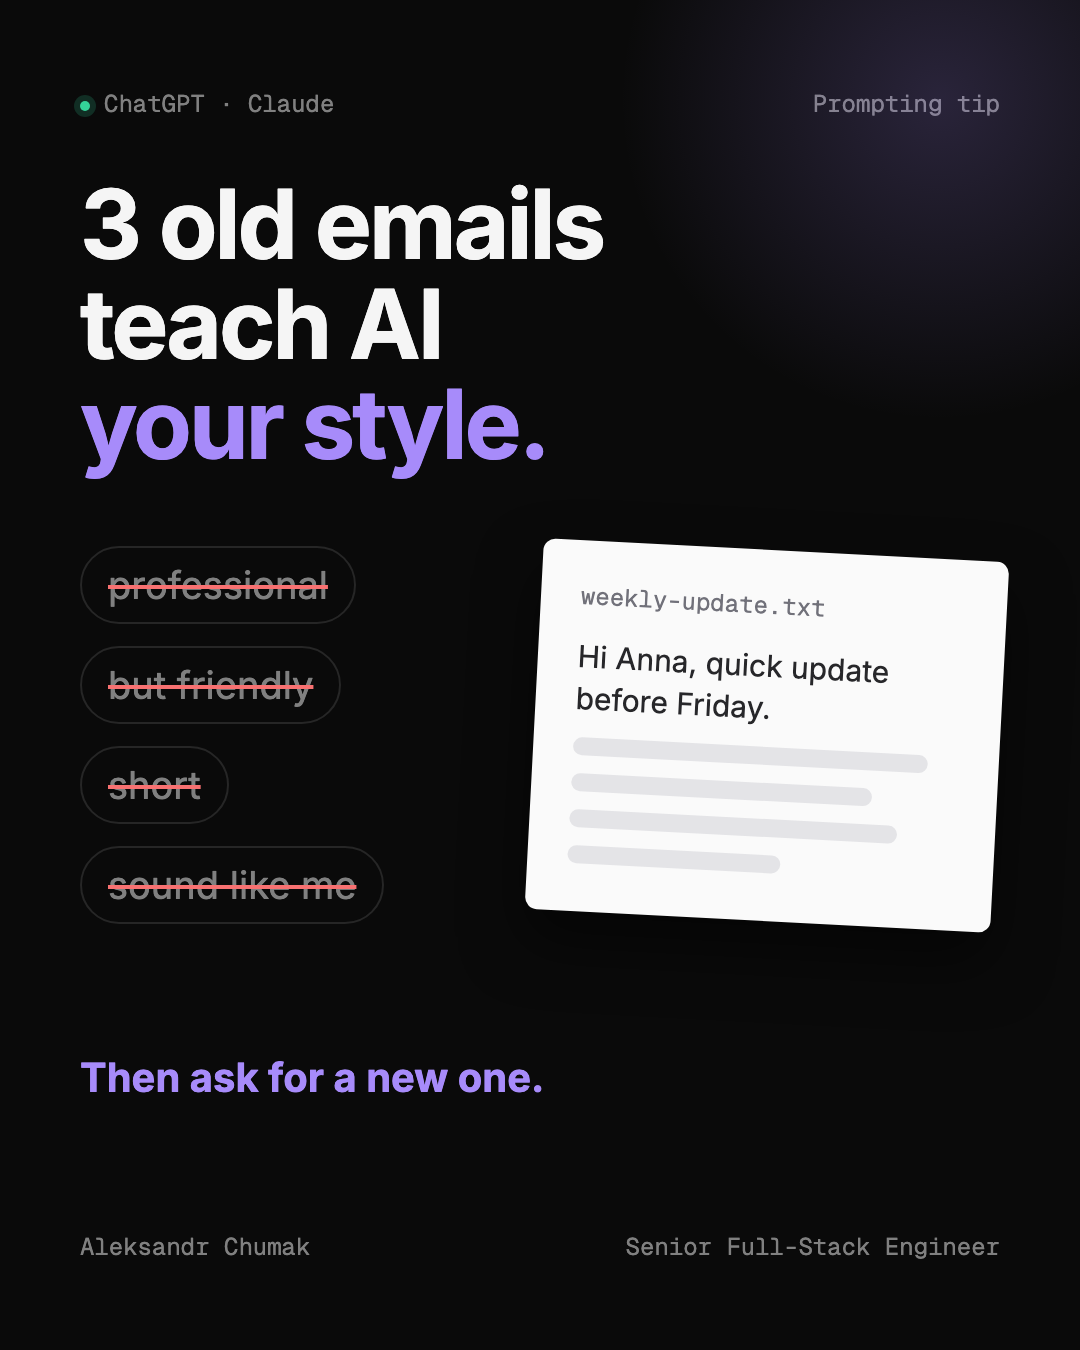 ChatGPT · Claude
Prompting tip
3 old emails
teach AI
your style.
professional
but friendly
short
sound like me
weekly-update.txt
Hi Anna, quick update
before Friday.
Then ask for a new one.
Aleksandr Chumak
Senior Full-Stack Engineer